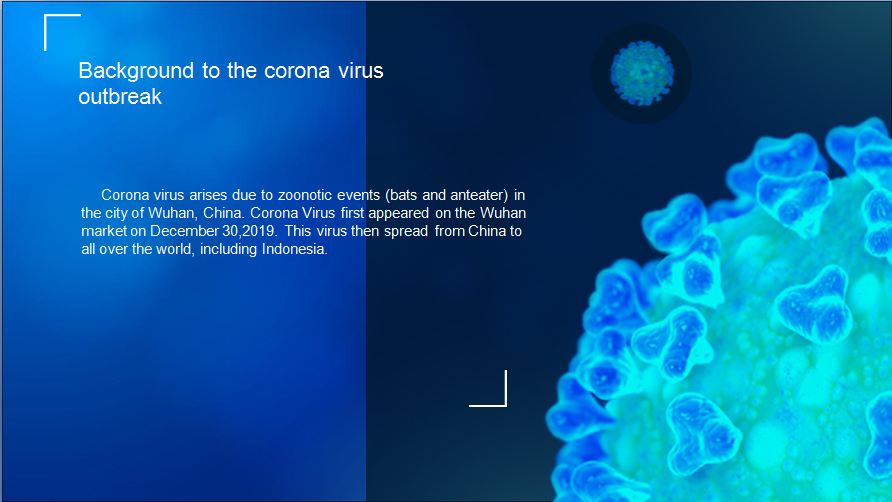 Background to the corona virus
outbreak
Corona virus arises due to zoonotic events (bats and anteater) in
the city of Wuhan, China. Corona Virus first appeared on the Wuhan
market on December 30,2019. This virus then spread from China to
all over the world, including Indonesia.